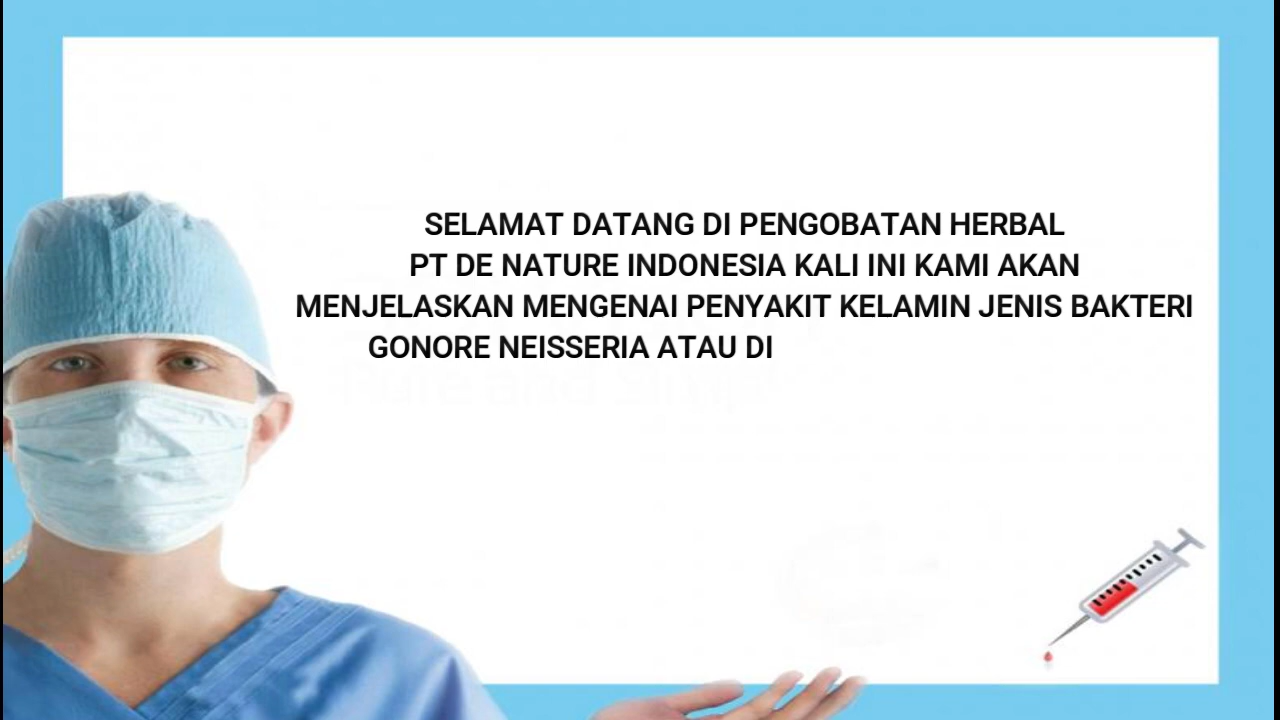 SELAMAT DATANG DI PENGOBATAN HERBAL
PT DE NATURE INDONESIA KALI INI KAMI AKAN
MENJELASKAN MENGENAI PENYAKIT KELAMIN JENIS BAKTERI
GONORE NEISSERIA ATAU DI